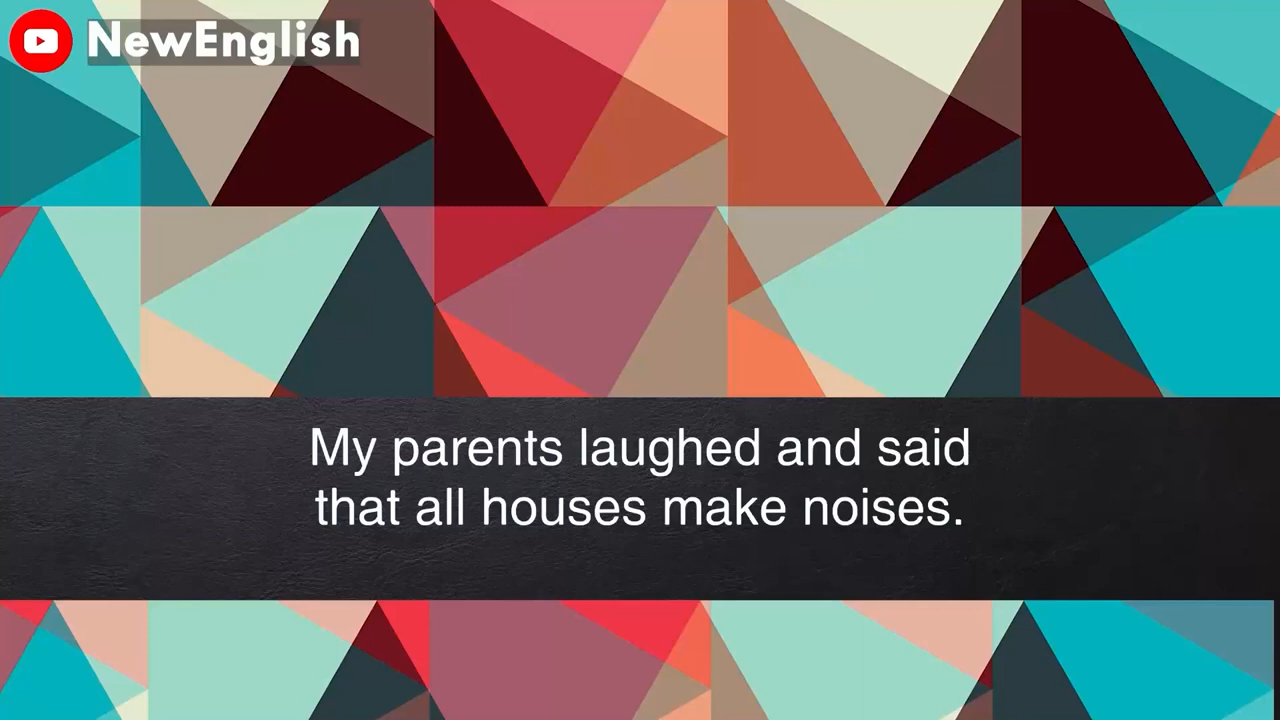 NewEnglish
My parents laughed and said
that all houses make noises.